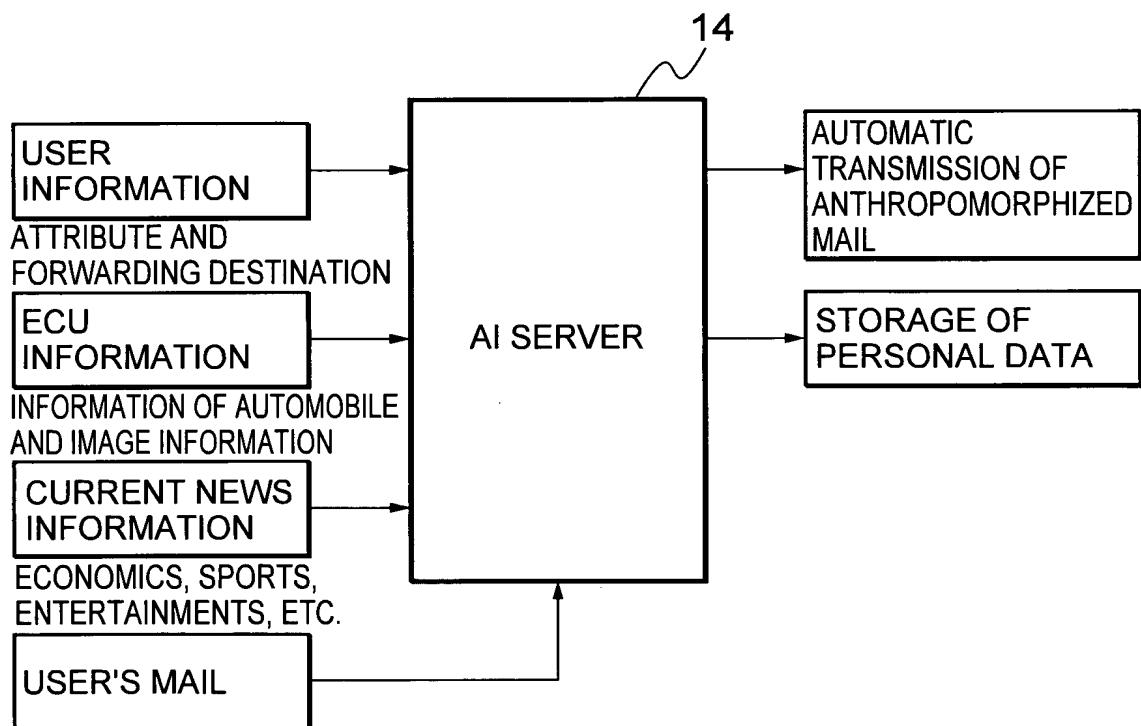 14
USER
INFORMATION
ATTRIBUTE AND
FORWARDING DESTINATION
ECU
INFORMATION
INFORMATION OF AUTOMOBILE
AND IMAGE INFORMATION
CURRENT NEWS
INFORMATION
ECONOMICS, SPORTS,
ENTERTAINMENTS, ETC.
USER'S MAIL
AI SERVER
AUTOMATIC
TRANSMISSION OF
ANTHROPOMORPHIZED
MAIL
STORAGE OF
PERSONAL DATA